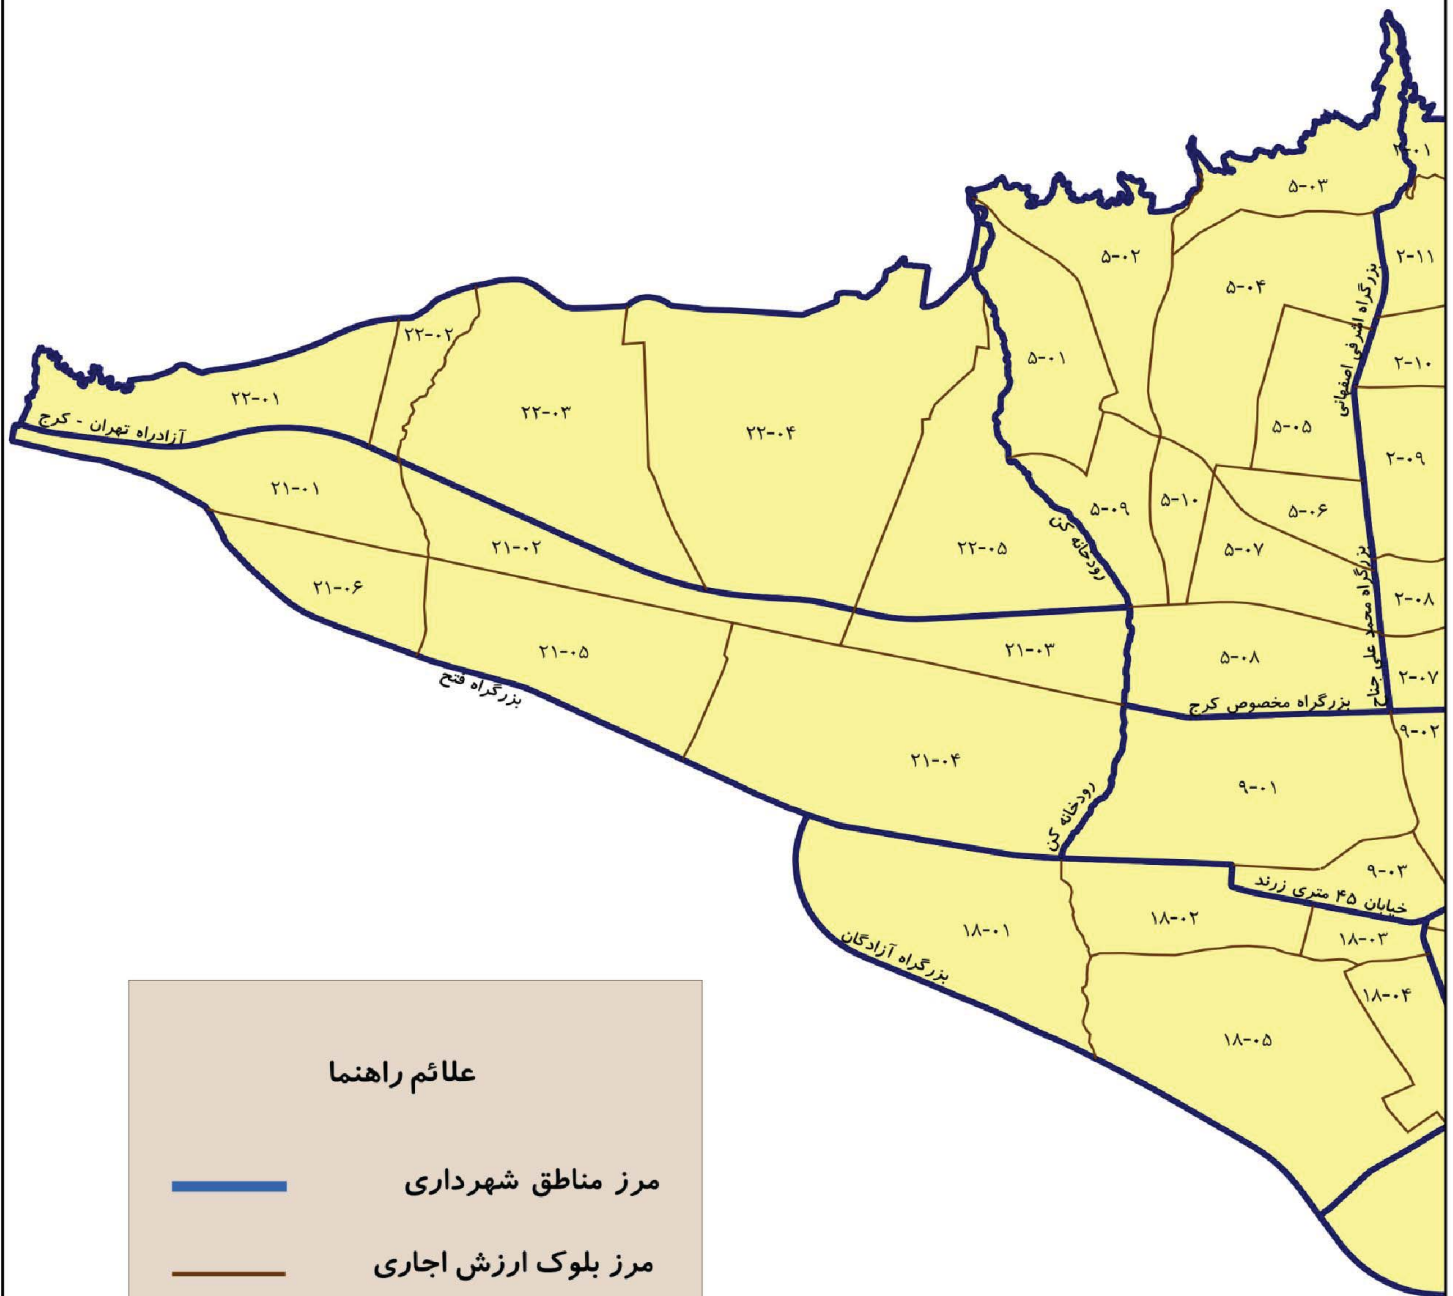 ۲-۰۱
۵-۰۳
۵-۰۲
۲-۱۱
۵-۰۴
بزرگراه اشرفی اصفهانی
۲۲-۰۲
۵-۰۱
۲-۱۰
۲۲-۰۱
۲۲-۰۳
آزادراه تهران - کرج
۲۲-۰۴
۵-۰۵
۲-۰۹
۲۱-۰۱
۵-۰۹
۵-۱۰
۵-۰۶
رودخانه کن
۲۱-۰۲
۲۲-۰۵
۵-۰۷
۲۱-۰۶
۲-۰۸
بزرگراه محمد علی جناح
۲۱-۰۵
۲۱-۰۳
۵-۰۸
۲-۰۷
بزرگراه فتح
بزرگراه مخصوص کرج
۹-۰۲
۲۱-۰۴
۹-۰۱
رودخانه کن
۹-۰۳
خیابان ۴۵ متری زرند
۱۸-۰۱
۱۸-۰۲
۱۸-۰۳
بزرگراه آزادگان
۱۸-۰۴
۱۸-۰۵
علائم راهنما
مرز مناطق شهرداری
مرز بلوک ارزش اجاری